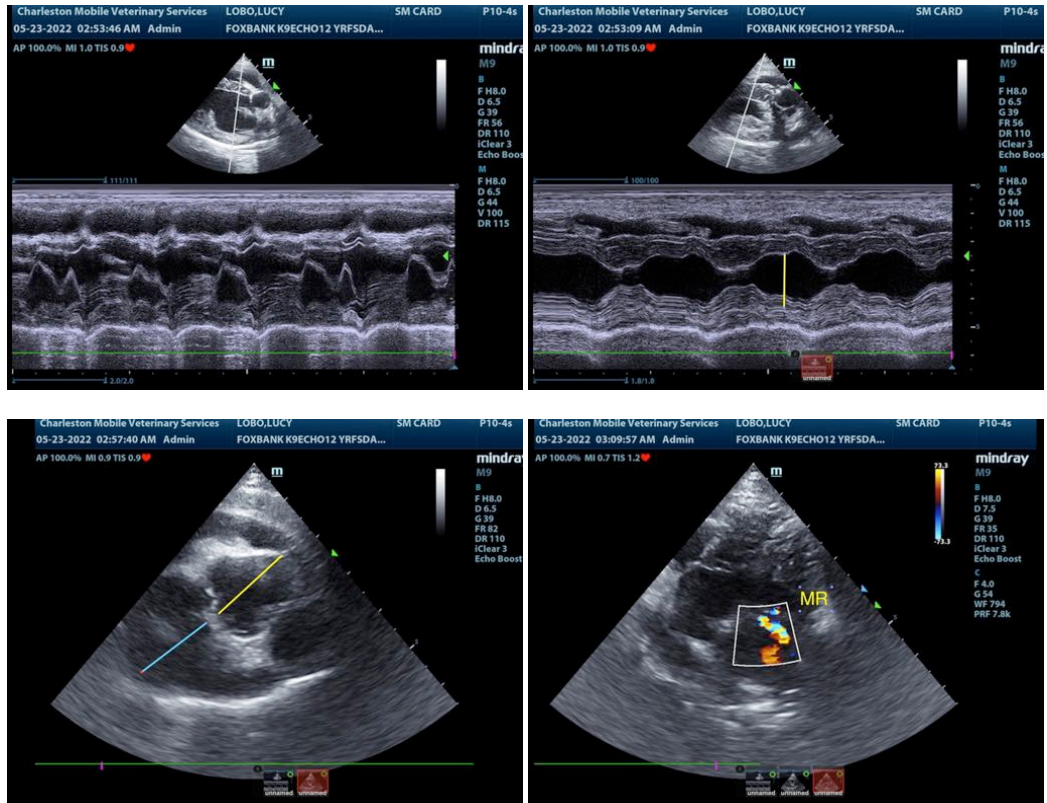 Charleston Mobile Veterinary Services LOBO,LUCY SM CARD P10-4s
05-23-2022 02:53:46 AM Admin FOXBANK K9ECHO12 YRFSDA...
AP 100.0% MI 1.0 TIS 0.9
m
mindra
M9
B
F H8.0
D 6.5
G 39
FR 56
DR 110
iClear 3
Echo Boos
M
F H8.0
D 6.5
G 44
V 100
DR 115
5
111/111
0
5
2.0/2.0
Charleston Mobile Veterinary Services LOBO,LUCY SM CARD P10-4s
05-23-2022 02:53:09 AM Admin FOXBANK K9ECHO12 YRFSDA...
AP 100.0% MI 1.0 TIS 0.9
m
mindra
M9
B
F H8.0
D 6.5
G 39
FR 56
DR 110
iClear 3
Echo Boos
M
F H8.0
D 6.5
G 44
V 100
DR 115
5
100/100
5
unnamed
1.8/1.0
Charleston Mobile Veterinary Services LOBO,LUCY SM CARD P10-4s
05-23-2022 02:57:40 AM Admin FOXBANK K9ECHO12 YRFSDA...
AP 100.0% MI 0.9 TIS 0.9
m
mindray
M9
B
F H8.0
D 6.5
G 39
FR 82
DR 110
iClear 3
Echo Boost
5
unnamed unnamed
Charleston Mobile Veterinary Services LOBO,LUCY SM CARD P10-4s
05-23-2022 03:09:57 AM Admin FOXBANK K9ECHO12 YRFSDA...
AP 100.0% MI 0.7 TIS 1.2
m
73.3
-73.3
mindray
M9
B
F H8.0
D 7.5
G 39
FR 35
DR 110
iClear 3
Echo Boost
C
F 4.0
G 54
WF 794
PRF 7.8k
MR
5
unnamed unnamed unnamed